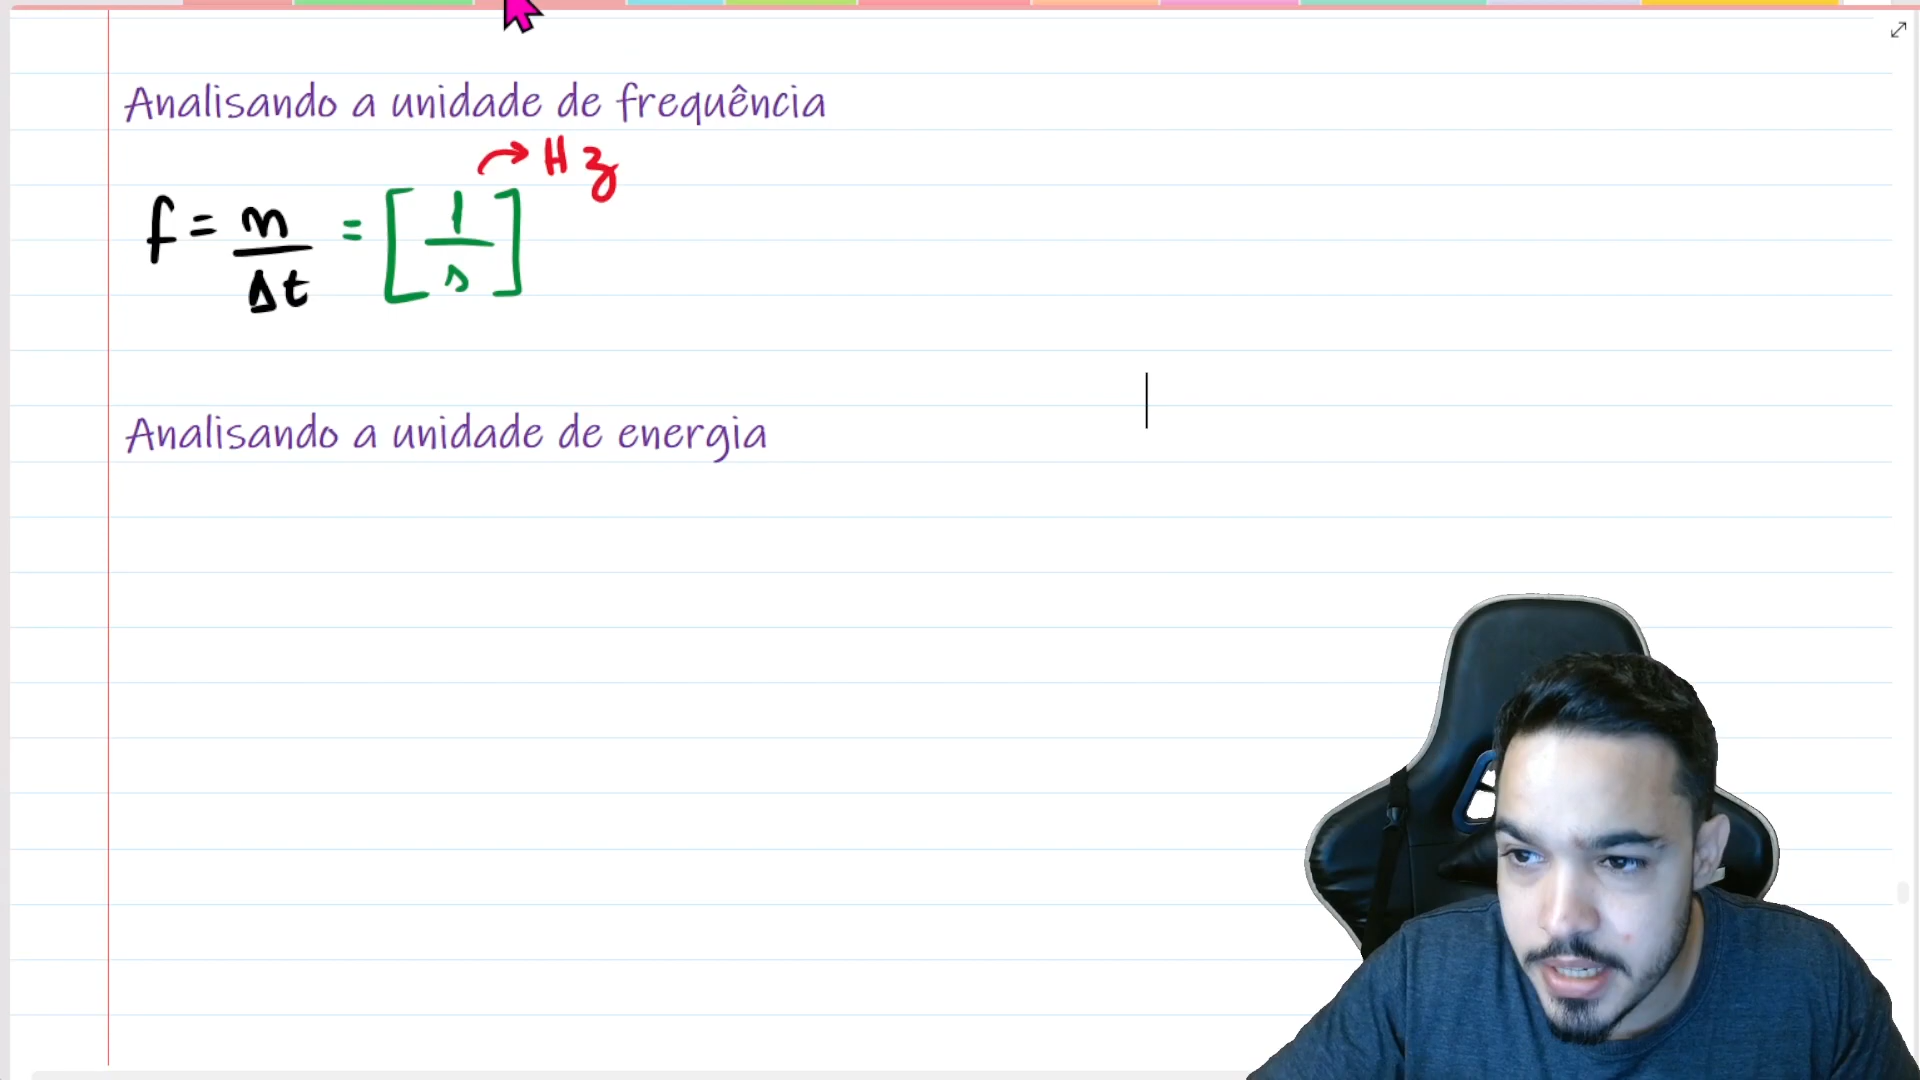 Analisando a unidade de frequência
→ Hz
f = n/Δt = [1/s]
Analisando a unidade de energia